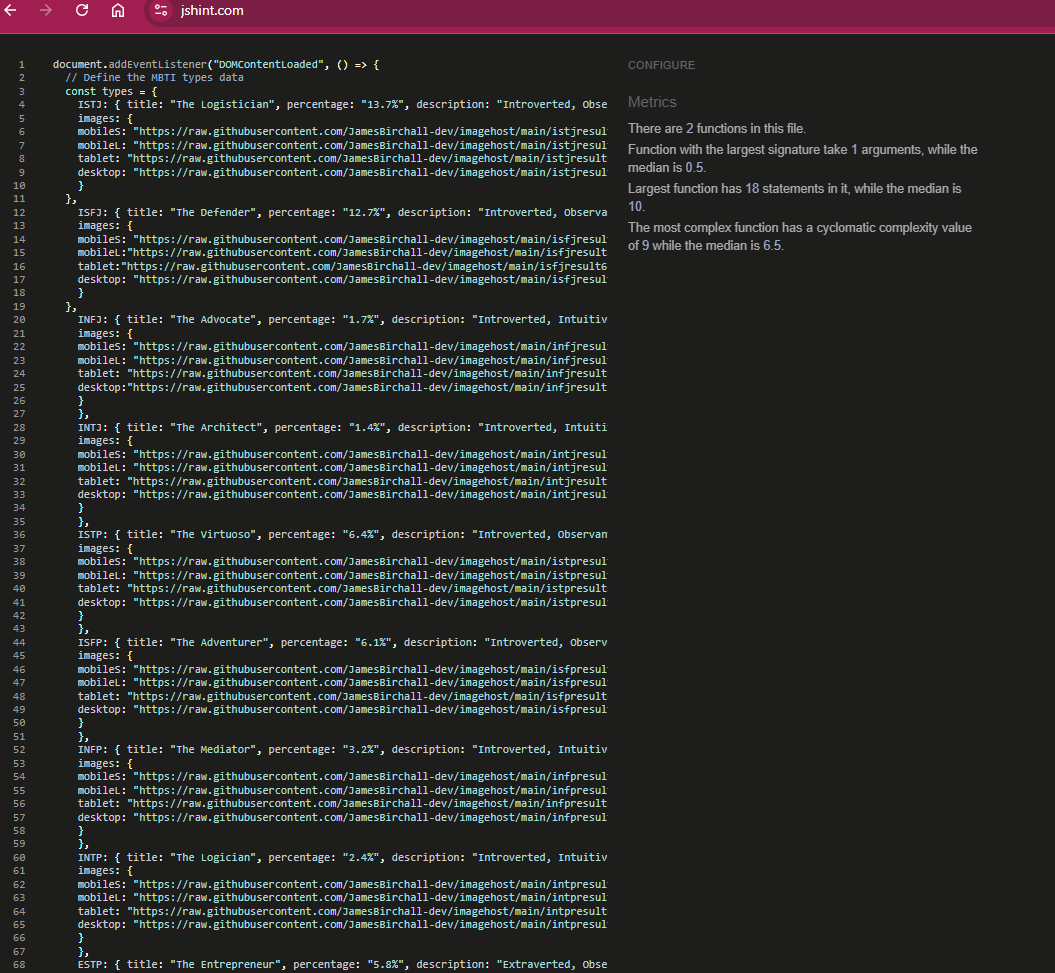 jshint.com
1 document.addEventListener("DOMContentLoaded", () => {
2 // Define the MBTI types data
3 const types = {
4 ISTJ: { title: "The Logistician", percentage: "13.7%", description: "Introverted, Obse
5 images: {
6 mobileS: "https://raw.githubusercontent.com/JamesBirchall-dev/imagehost/main/istjresul
7 mobileL: "https://raw.githubusercontent.com/JamesBirchall-dev/imagehost/main/istjresul
8 tablet: "https://raw.githubusercontent.com/JamesBirchall-dev/imagehost/main/istjresult
9 desktop: "https://raw.githubusercontent.com/JamesBirchall-dev/imagehost/main/istjresul
10 }
11 },
12 ISFJ: { title: "The Defender", percentage: "12.7%", description: "Introverted, Observa
13 images: {
14 mobileS: "https://raw.githubusercontent.com/JamesBirchall-dev/imagehost/main/isfjresul
15 mobileL:"https://raw.githubusercontent.com/JamesBirchall-dev/imagehost/main/isfjresult
16 tablet:"https://raw.githubusercontent.com/JamesBirchall-dev/imagehost/main/isfjresult6
17 desktop: "https://raw.githubusercontent.com/JamesBirchall-dev/imagehost/main/isfjresul
18 }
19 },
20 INFJ: { title: "The Advocate", percentage: "1.7%", description: "Introverted, Intuitiv
21 images: {
22 mobileS: "https://raw.githubusercontent.com/JamesBirchall-dev/imagehost/main/infjresul
23 mobileL: "https://raw.githubusercontent.com/JamesBirchall-dev/imagehost/main/infjresul
24 tablet: "https://raw.githubusercontent.com/JamesBirchall-dev/imagehost/main/infjresult
25 desktop:"https://raw.githubusercontent.com/JamesBirchall-dev/imagehost/main/infjresult
26 }
27 },
28 INTJ: { title: "The Architect", percentage: "1.4%", description: "Introverted, Intuiti
29 images: {
30 mobileS: "https://raw.githubusercontent.com/JamesBirchall-dev/imagehost/main/intjresul
31 mobileL: "https://raw.githubusercontent.com/JamesBirchall-dev/imagehost/main/intjresul
32 tablet: "https://raw.githubusercontent.com/JamesBirchall-dev/imagehost/main/intjresult
33 desktop: "https://raw.githubusercontent.com/JamesBirchall-dev/imagehost/main/intjresul
34 }
35 },
36 ISTP: { title: "The Virtuoso", percentage: "6.4%", description: "Introverted, Observan
37 images: {
38 mobileS: "https://raw.githubusercontent.com/JamesBirchall-dev/imagehost/main/istpresul
39 mobileL: "https://raw.githubusercontent.com/JamesBirchall-dev/imagehost/main/istpresul
40 tablet: "https://raw.githubusercontent.com/JamesBirchall-dev/imagehost/main/istpresult
41 desktop: "https://raw.githubusercontent.com/JamesBirchall-dev/imagehost/main/istpresul
42 }
43 },
44 ISFP: { title: "The Adventurer", percentage: "6.1%", description: "Introverted, Observ
45 images: {
46 mobileS: "https://raw.githubusercontent.com/JamesBirchall-dev/imagehost/main/isfpresul
47 mobileL: "https://raw.githubusercontent.com/JamesBirchall-dev/imagehost/main/isfpresul
48 tablet: "https://raw.githubusercontent.com/JamesBirchall-dev/imagehost/main/isfpresult
49 desktop: "https://raw.githubusercontent.com/JamesBirchall-dev/imagehost/main/isfpresul
50 }
51 },
52 INFP: { title: "The Mediator", percentage: "3.2%", description: "Introverted, Intuitiv
53 images: {
54 mobileS: "https://raw.githubusercontent.com/JamesBirchall-dev/imagehost/main/infpresul
55 mobileL: "https://raw.githubusercontent.com/JamesBirchall-dev/imagehost/main/infpresul
56 tablet: "https://raw.githubusercontent.com/JamesBirchall-dev/imagehost/main/infpresult
57 desktop: "https://raw.githubusercontent.com/JamesBirchall-dev/imagehost/main/infpresul
58 }
59 },
60 INTP: { title: "The Logician", percentage: "2.4%", description: "Introverted, Intuitiv
61 images: {
62 mobileS: "https://raw.githubusercontent.com/JamesBirchall-dev/imagehost/main/intpresul
63 mobileL: "https://raw.githubusercontent.com/JamesBirchall-dev/imagehost/main/intpresul
64 tablet: "https://raw.githubusercontent.com/JamesBirchall-dev/imagehost/main/intpresult
65 desktop: "https://raw.githubusercontent.com/JamesBirchall-dev/imagehost/main/intpresul
66 }
67 },
68 ESTP: { title: "The Entrepreneur", percentage: "5.8%", description: "Extraverted, Obse
CONFIGURE
Metrics
There are 2 functions in this file.
Function with the largest signature take 1 arguments, while the
median is 0.5.
Largest function has 18 statements in it, while the median is
10.
The most complex function has a cyclomatic complexity value
of 9 while the median is 6.5.